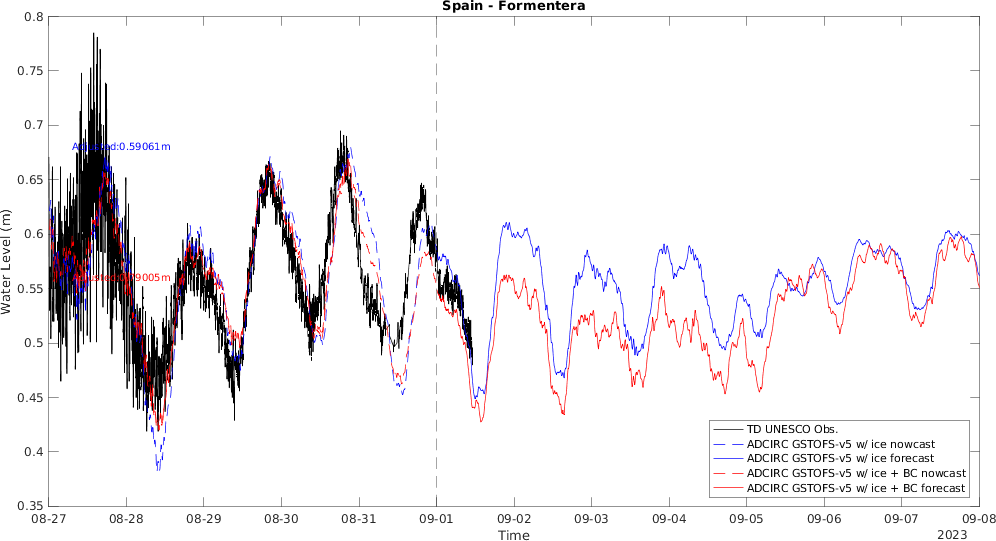 Spain - Formentera
0.8
0.75
0.7
0.65
0.6
0.55
0.5
0.45
0.4
0.35
Water Level (m)
:0.59061m
9005m
TD UNESCO Obs.
ADCIRC GSTOFS-v5 w/ ice nowcast
ADCIRC GSTOFS-v5 w/ ice forecast
ADCIRC GSTOFS-v5 w/ ice + BC nowcast
ADCIRC GSTOFS-v5 w/ ice + BC forecast
08-27 08-28 08-29 08-30 08-31 09-01 09-02 09-03 09-04 09-05 09-06 09-07 09-08
Time
2023